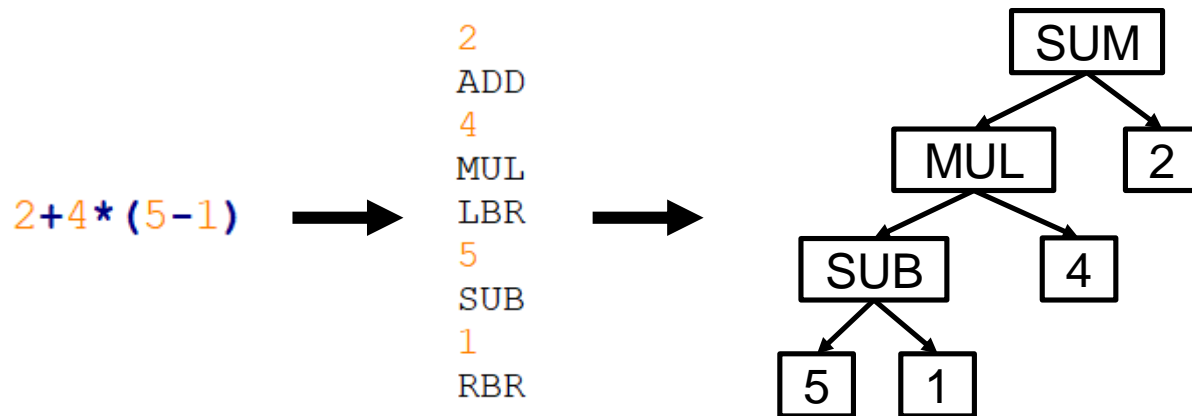 2+4*(5-1)
2
ADD
4
MUL
LBR
5
SUB
1
RBR
SUM
MUL 2
SUB 4
5 1